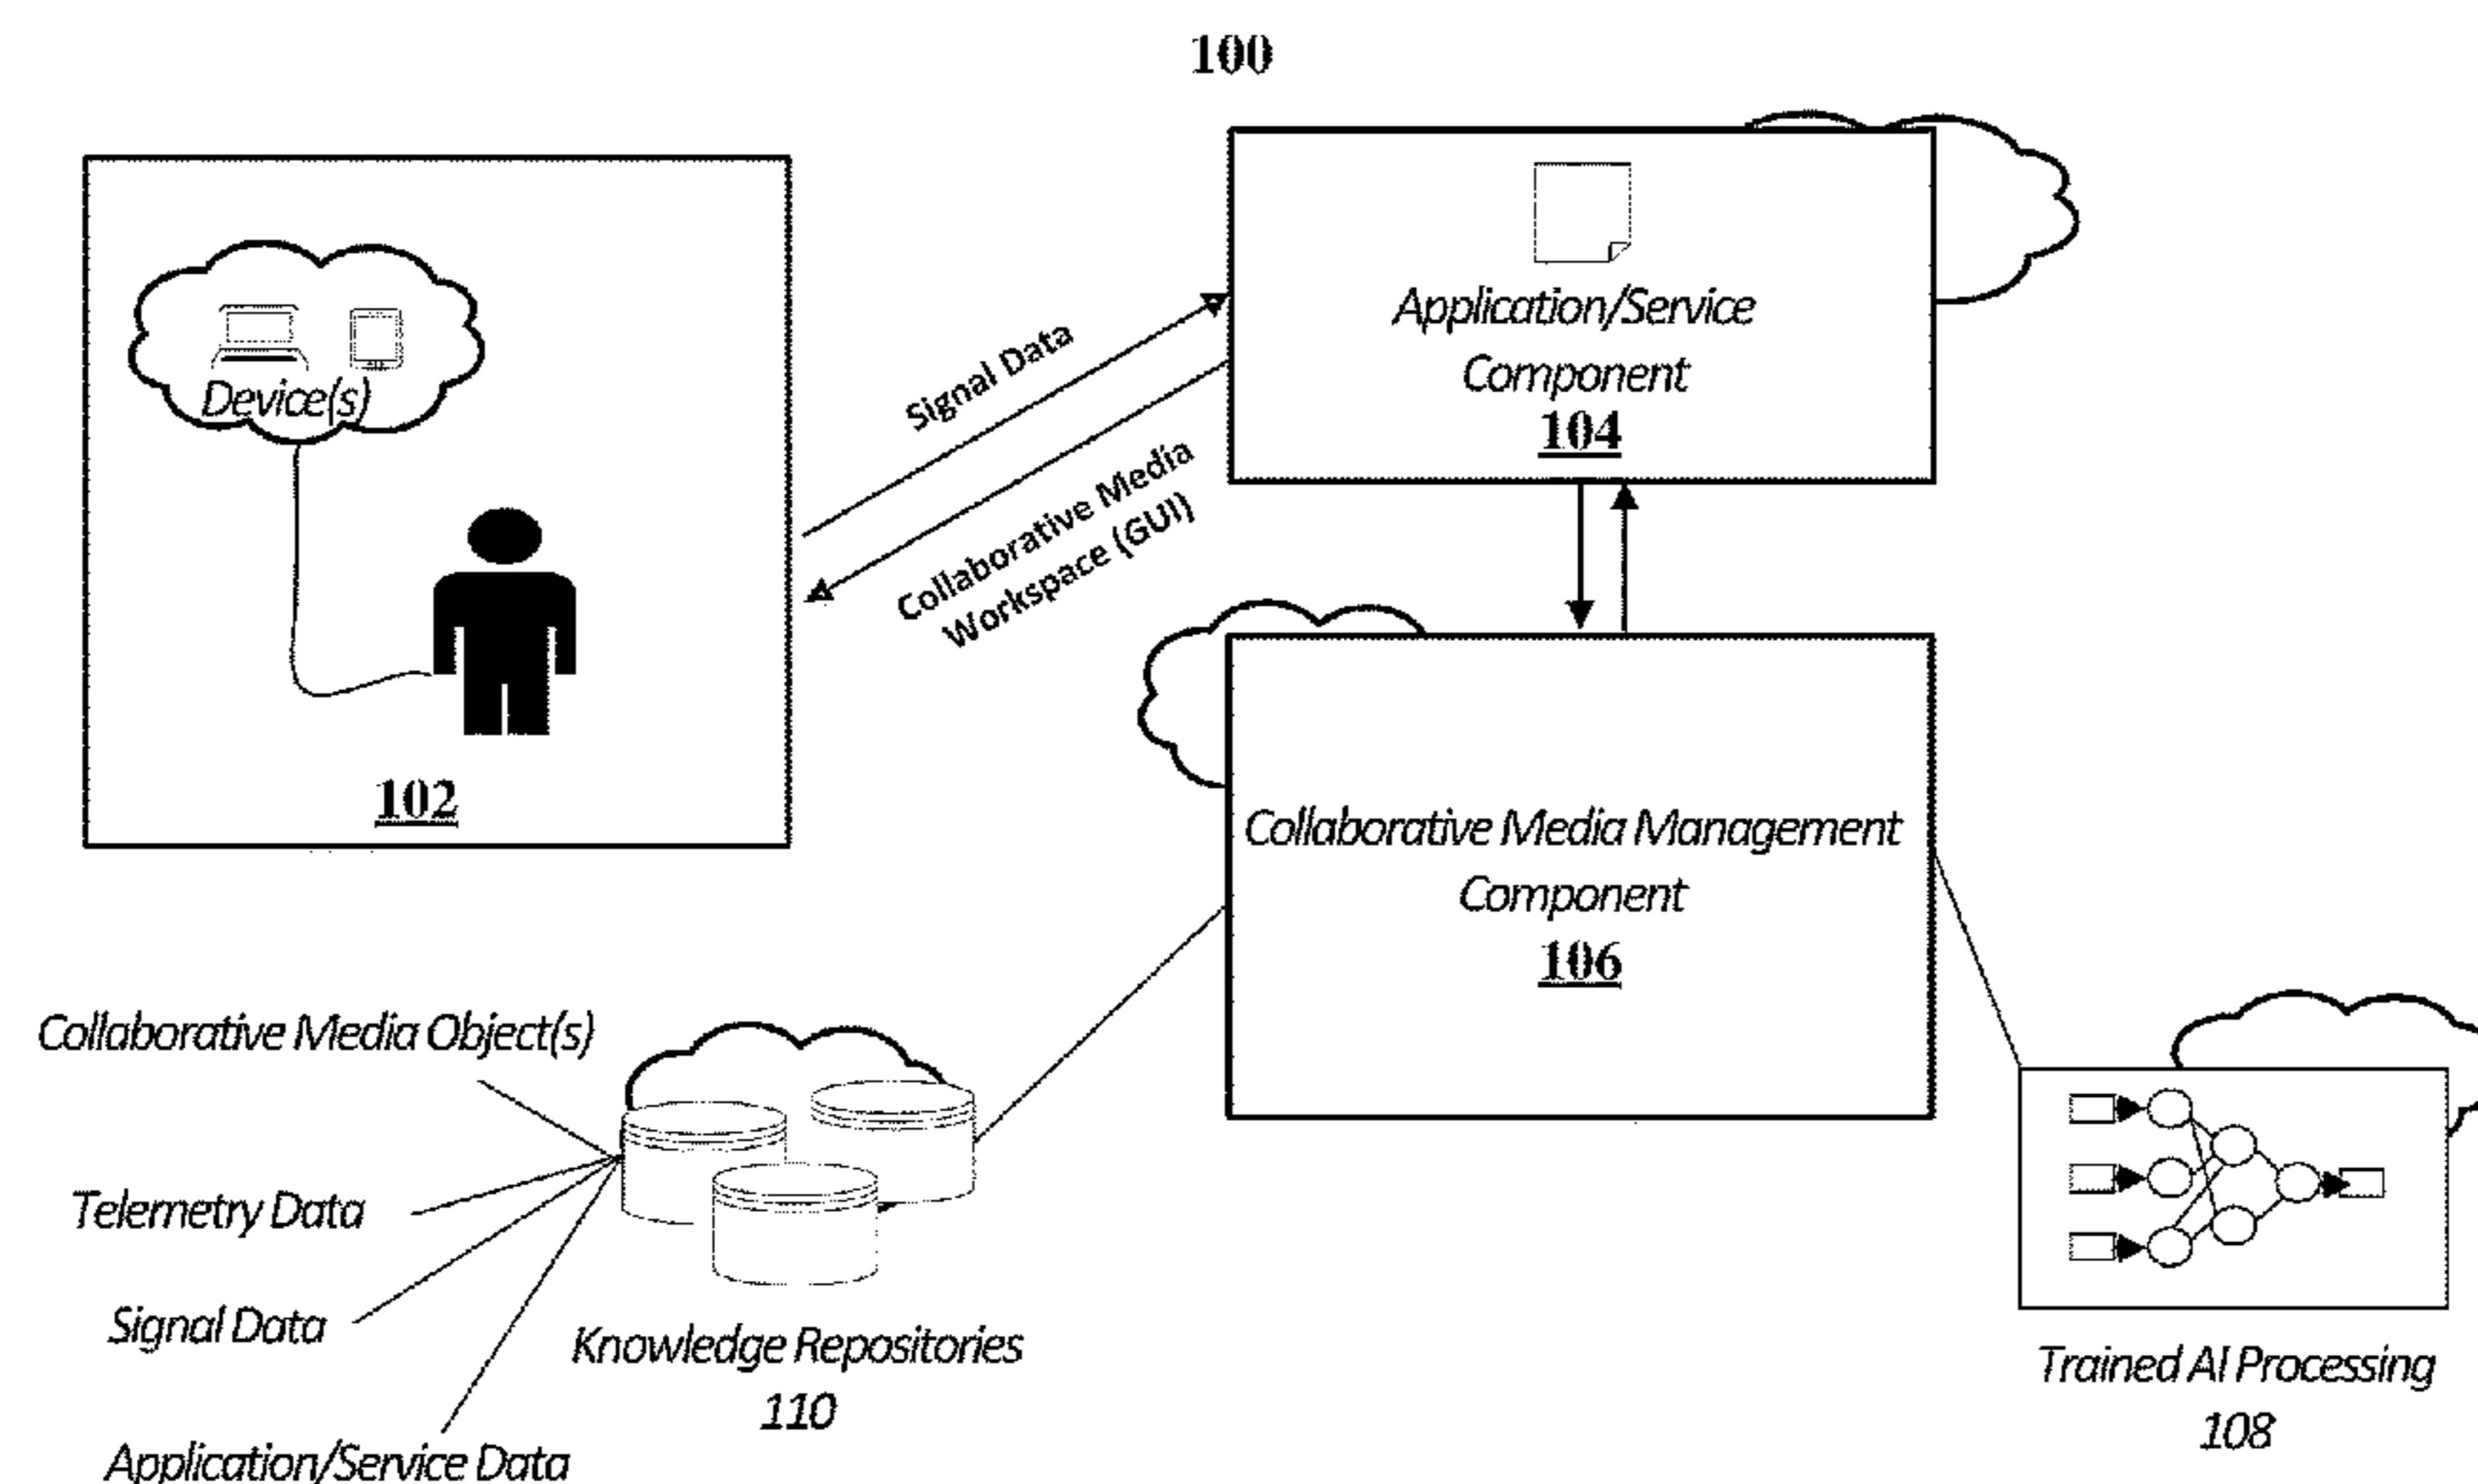 100
Device(s)
102
Signal Data
Collaborative Media
Workspace (GUI)
Application/Service
Component
104
Collaborative Media Management
Component
106
Collaborative Media Object(s)
Telemetry Data
Signal Data
Application/Service Data
Knowledge Repositories
110
Trained AI Processing
108